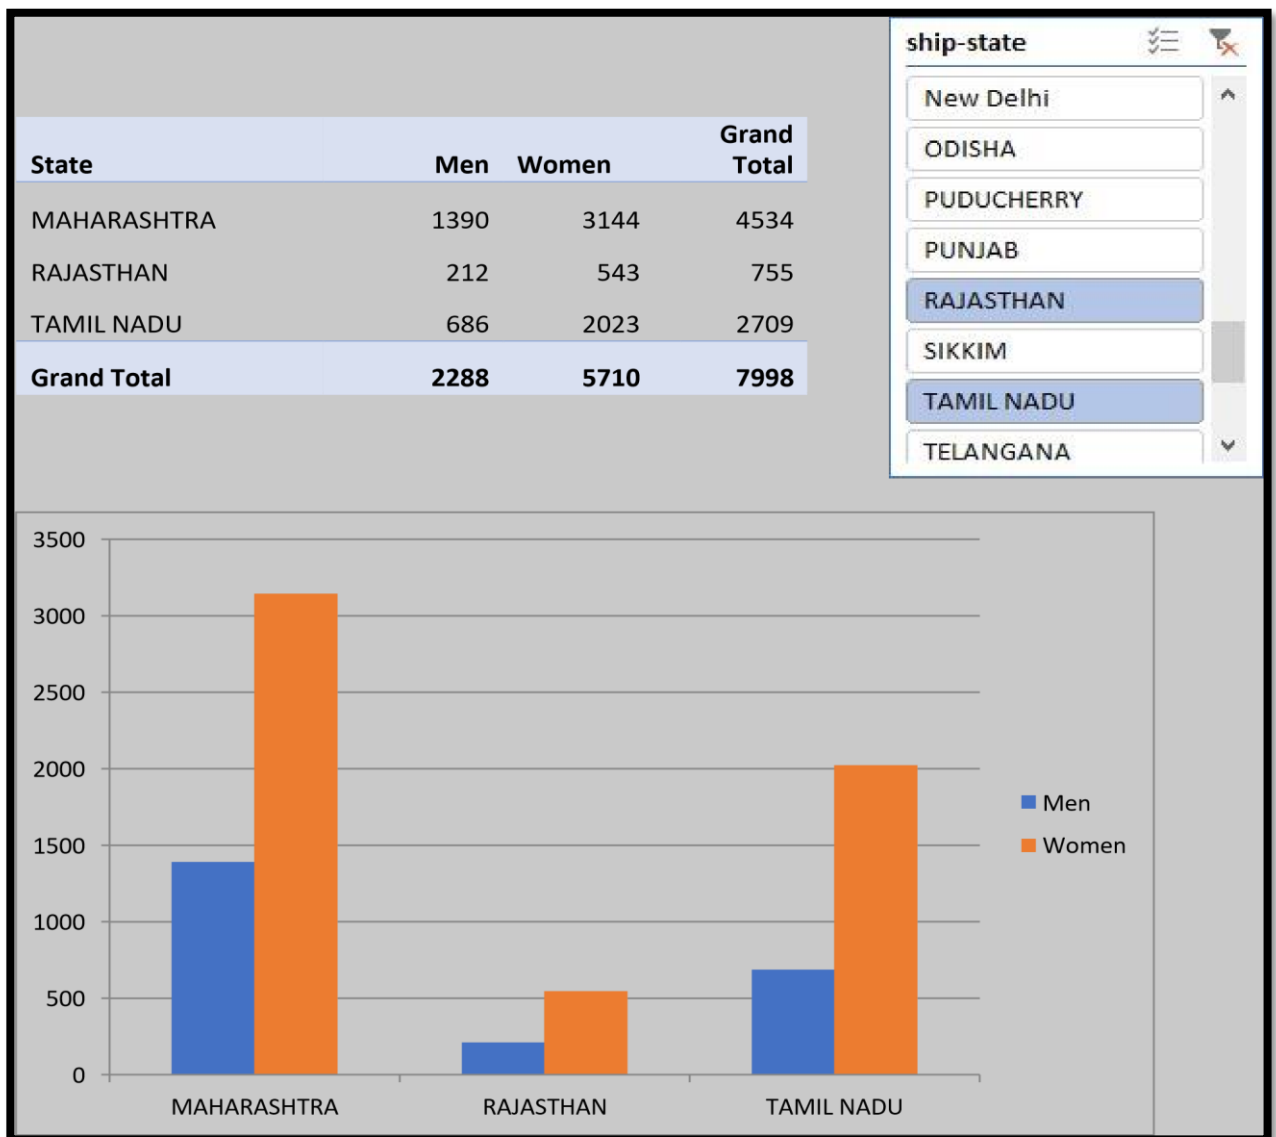 ship-state
New Delhi
ODISHA
PUDUCHERRY
PUNJAB
RAJASTHAN
SIKKIM
TAMIL NADU
TELANGANA
State Men Women Grand Total
MAHARASHTRA 1390 3144 4534
RAJASTHAN 212 543 755
TAMIL NADU 686 2023 2709
Grand Total 2288 5710 7998
3500
3000
2500
2000
1500
1000
500
0
MAHARASHTRA RAJASTHAN TAMIL NADU
Men
Women